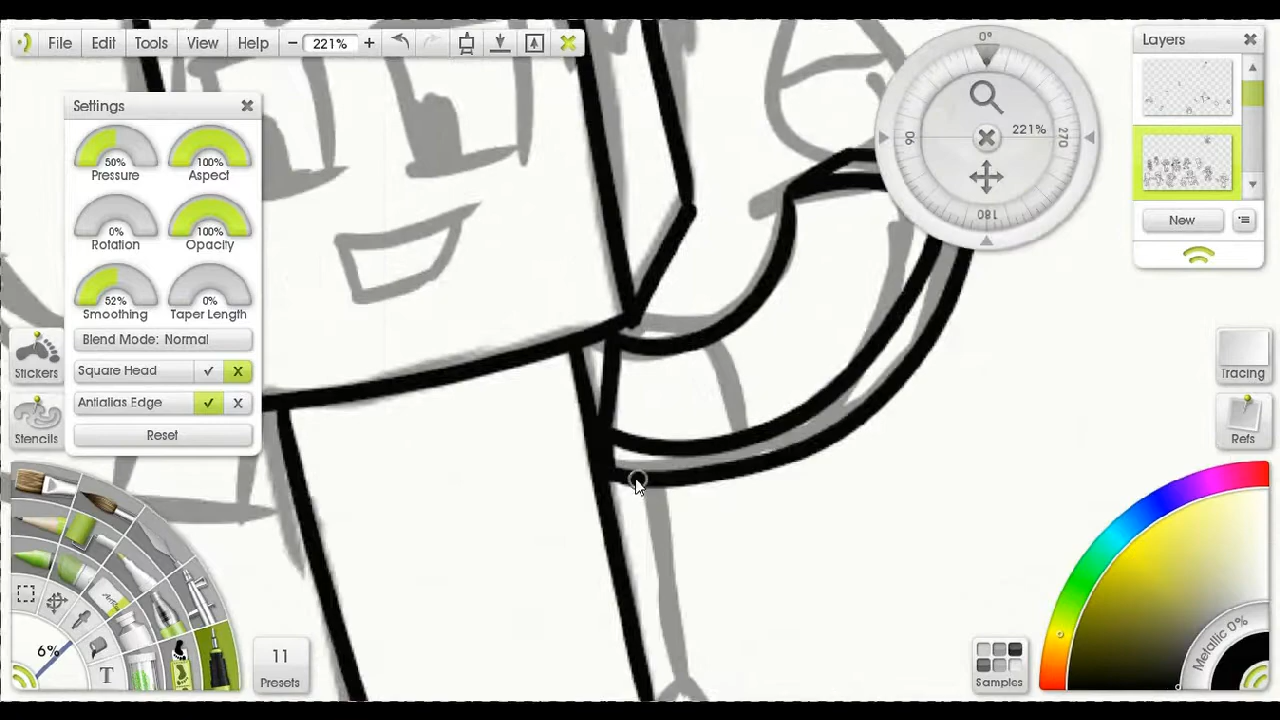 File Edit Tools View Help − 221% +
Settings
50% Pressure 100% Aspect
0% Rotation 100% Opacity
52% Smoothing 0% Taper Length
Blend Mode: Normal
Square Head
Antialias Edge
Reset
Stickers
Stencils
6%
T
11
Presets
0°
90
221%
270
180
Layers
New
Tracing
Refs
Samples
Metallic 0%